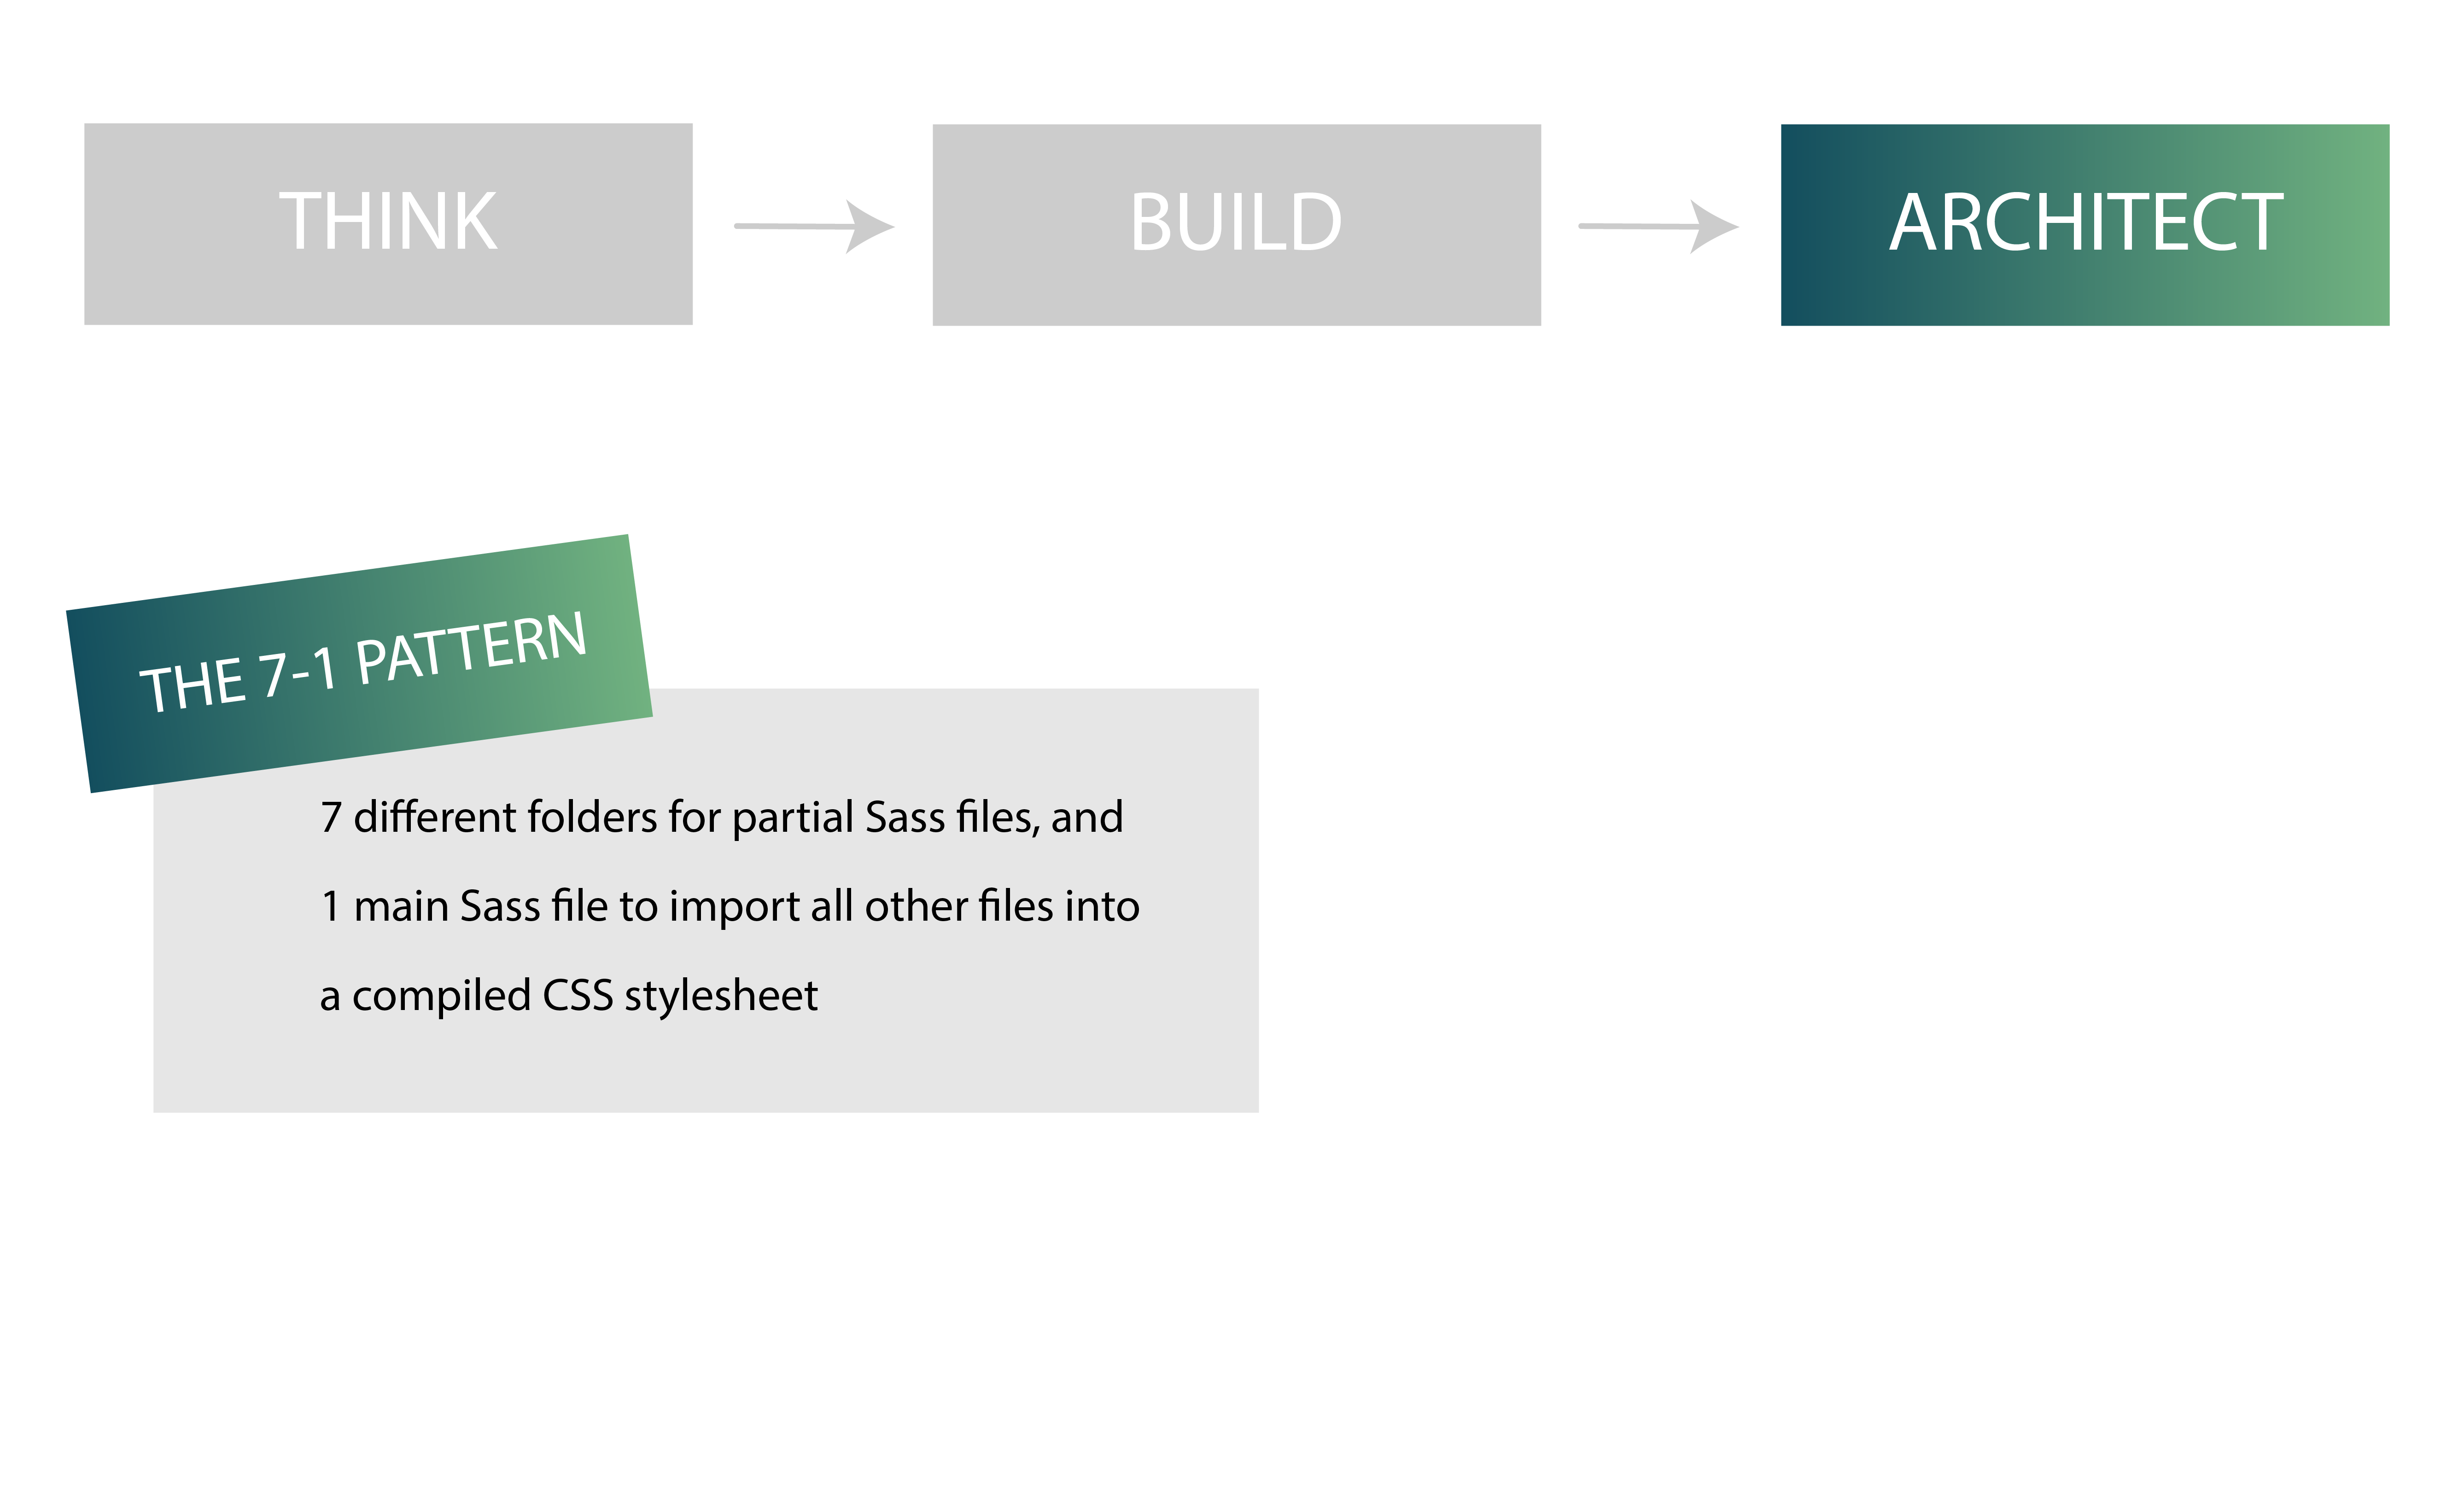 THINK
BUILD
ARCHITECT
THE 7-1 PATTERN
7 different folders for partial Sass files, and
1 main Sass file to import all other files into
a compiled CSS stylesheet